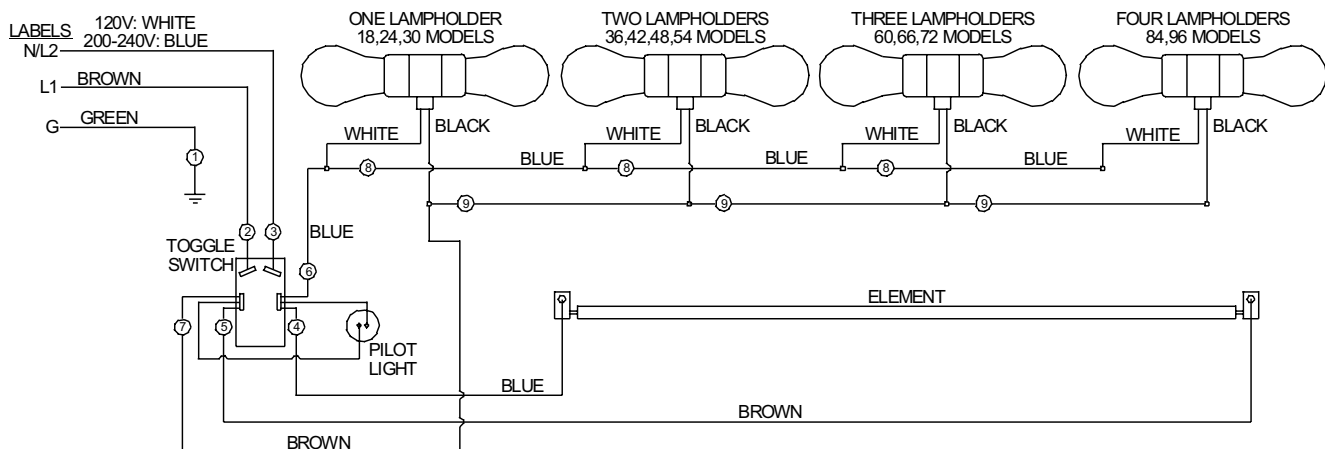 LABELS
120V: WHITE
200-240V: BLUE
N/L2
L1
BROWN
G
GREEN
1
2
3
ONE LAMPHOLDER
18,24,30 MODELS
TWO LAMPHOLDERS
36,42,48,54 MODELS
THREE LAMPHOLDERS
60,66,72 MODELS
FOUR LAMPHOLDERS
84,96 MODELS
WHITE
BLACK
WHITE
BLACK
WHITE
BLACK
WHITE
BLACK
8
BLUE
8
BLUE
8
BLUE
9
9
9
BLUE
6
TOGGLE
SWITCH
7
5
4
PILOT
LIGHT
ELEMENT
BLUE
BROWN
BROWN